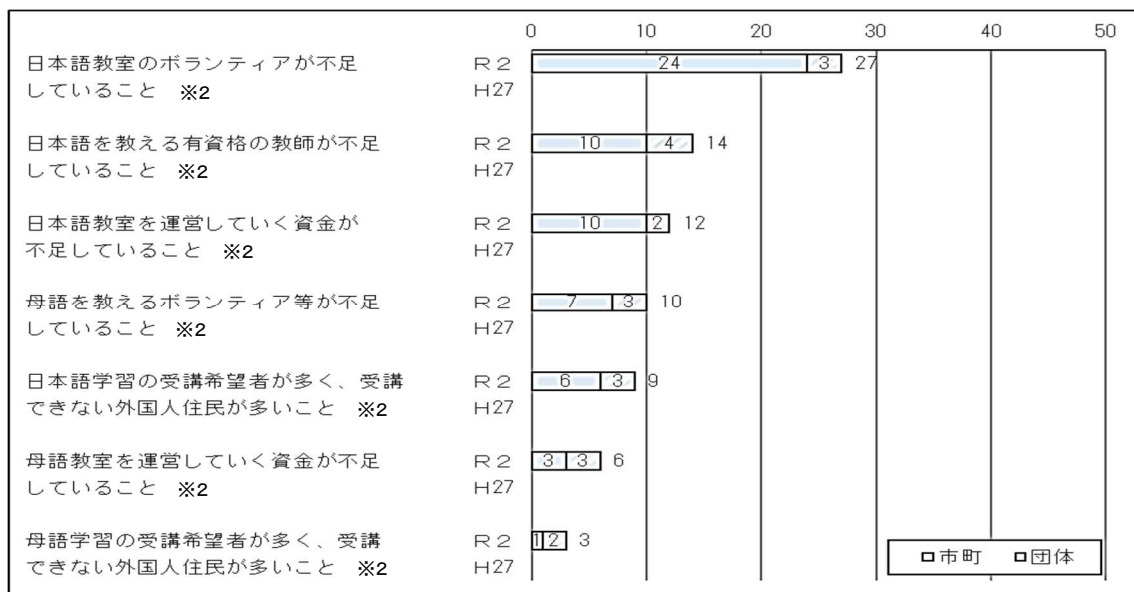 0 10 20 30 40 50
日本語教室のボランティアが不足 Ｒ２ 24 3 27
していること ※2 Ｈ27
日本語を教える有資格の教師が不足 Ｒ２ 10 4 14
していること ※2 Ｈ27
日本語教室を運営していく資金が Ｒ２ 10 2 12
不足していること ※2 Ｈ27
母語を教えるボランティア等が不足 Ｒ２ 7 3 10
していること ※2 Ｈ27
日本語学習の受講希望者が多く、受講 Ｒ２ 6 3 9
できない外国人住民が多いこと ※2 Ｈ27
母語教室を運営していく資金が不足 Ｒ２ 3 3 6
していること ※2 Ｈ27
母語学習の受講希望者が多く、受講 Ｒ２ 1 2 3
できない外国人住民が多いこと ※2 Ｈ27
市町 団体